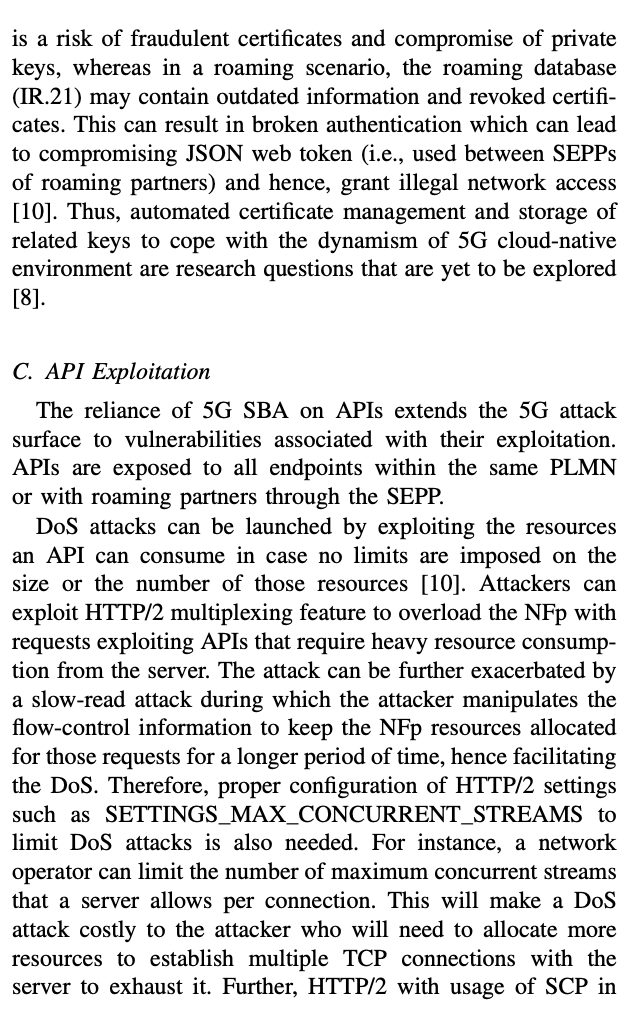 is a risk of fraudulent certificates and compromise of private
keys, whereas in a roaming scenario, the roaming database
(IR.21) may contain outdated information and revoked certifi-
cates. This can result in broken authentication which can lead
to compromising JSON web token (i.e., used between SEPPs
of roaming partners) and hence, grant illegal network access
[10]. Thus, automated certificate management and storage of
related keys to cope with the dynamism of 5G cloud-native
environment are research questions that are yet to be explored
[8].
C. API Exploitation
The reliance of 5G SBA on APIs extends the 5G attack
surface to vulnerabilities associated with their exploitation.
APIs are exposed to all endpoints within the same PLMN
or with roaming partners through the SEPP.
DoS attacks can be launched by exploiting the resources
an API can consume in case no limits are imposed on the
size or the number of those resources [10]. Attackers can
exploit HTTP/2 multiplexing feature to overload the NFp with
requests exploiting APIs that require heavy resource consump-
tion from the server. The attack can be further exacerbated by
a slow-read attack during which the attacker manipulates the
flow-control information to keep the NFp resources allocated
for those requests for a longer period of time, hence facilitating
the DoS. Therefore, proper configuration of HTTP/2 settings
such as SETTINGS_MAX_CONCURRENT_STREAMS to
limit DoS attacks is also needed. For instance, a network
operator can limit the number of maximum concurrent streams
that a server allows per connection. This will make a DoS
attack costly to the attacker who will need to allocate more
resources to establish multiple TCP connections with the
server to exhaust it. Further, HTTP/2 with usage of SCP in